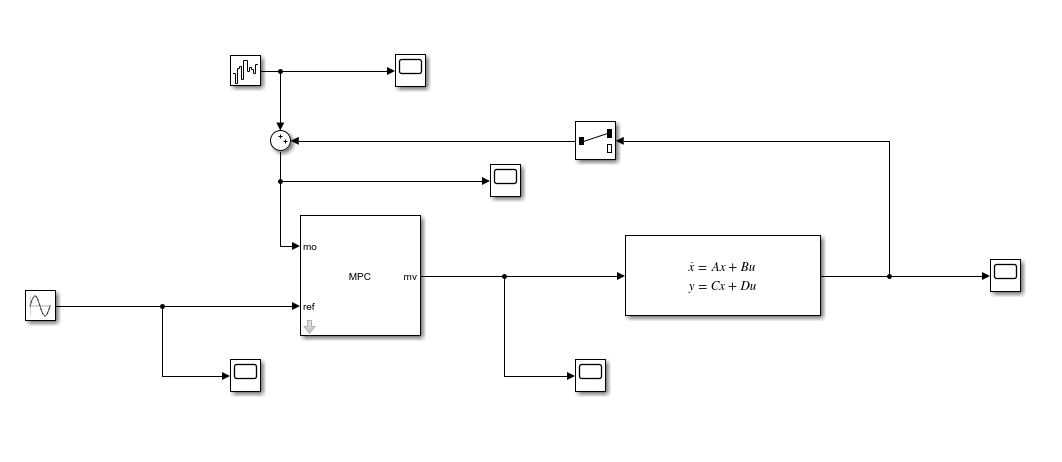 mo
MPC
mv
ref
ẋ = Ax + Bu
y = Cx + Du